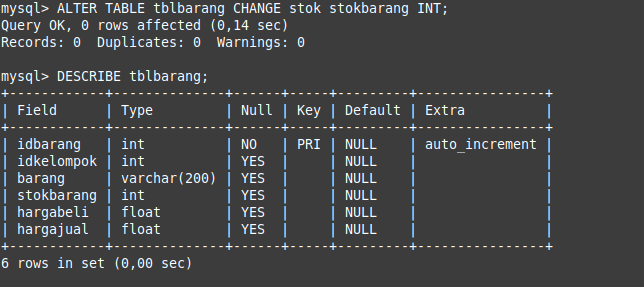 mysql> ALTER TABLE tblbarang CHANGE stok stokbarang INT;
Query OK, 0 rows affected (0,14 sec)
Records: 0  Duplicates: 0  Warnings: 0

mysql> DESCRIBE tblbarang;
+------------+--------------+------+-----+---------+----------------+
| Field      | Type         | Null | Key | Default | Extra          |
+------------+--------------+------+-----+---------+----------------+
| idbarang   | int          | NO   | PRI | NULL    | auto_increment |
| idkelompok | int          | YES  |     | NULL    |                |
| barang     | varchar(200) | YES  |     | NULL    |                |
| stokbarang | int          | YES  |     | NULL    |                |
| hargabeli  | float        | YES  |     | NULL    |                |
| hargajual  | float        | YES  |     | NULL    |                |
+------------+--------------+------+-----+---------+----------------+
6 rows in set (0,00 sec)